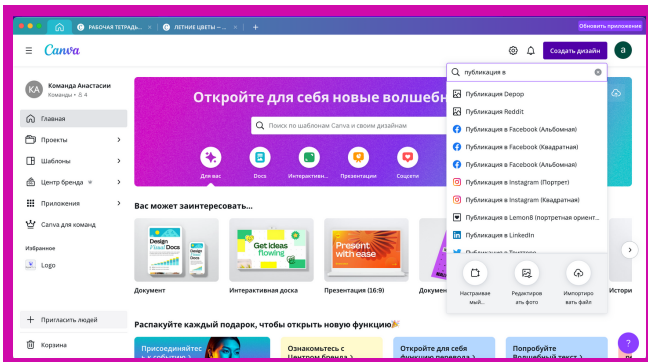 РАБОЧАЯ ТЕТРАДЬ...
ЛЕТНИЕ ЦВЕТЫ – ...
Обновить приложение
Canva
Создать дизайн
a
КА
Команда Анастасии
Команды • 4
Главная
Проекты
Шаблоны
Центр бренда
Приложения
Canva для команд
Избранное
Logo
Пригласить людей
Корзина
Откройте для себя новые волшеб
Поиск по шаблонам Canva и своим дизайнам
Для вас
Docs
Интерактивн...
Презентации
Соцсети
публикация в
Публикация Depop
Публикация Reddit
Публикация в Facebook (Альбомная)
Публикация в Facebook (Квадратная)
Публикация в Facebook (Альбомная)
Публикация в Instagram (Портрет)
Публикация в Instagram (Квадратная)
Публикация в Lemon8 (портретная ориент...
Публикация в LinkedIn
Настраивае
мый...
Редактиров
ать фото
Импортиро
вать файл
Вас может заинтересовать...
Design
Visual Docs
Get ideas
flowing
Present
with ease
Документ
Интерактивная доска
Презентация (16:9)
Докумен
Истори
Распакуйте каждый подарок, чтобы открыть новую функцию🎉
Присоединяйтес
Ознакомьтесь с
Центром бренда >
Откройте для себя
функцию перевода >
Попробуйте
Волшебный текст >
?